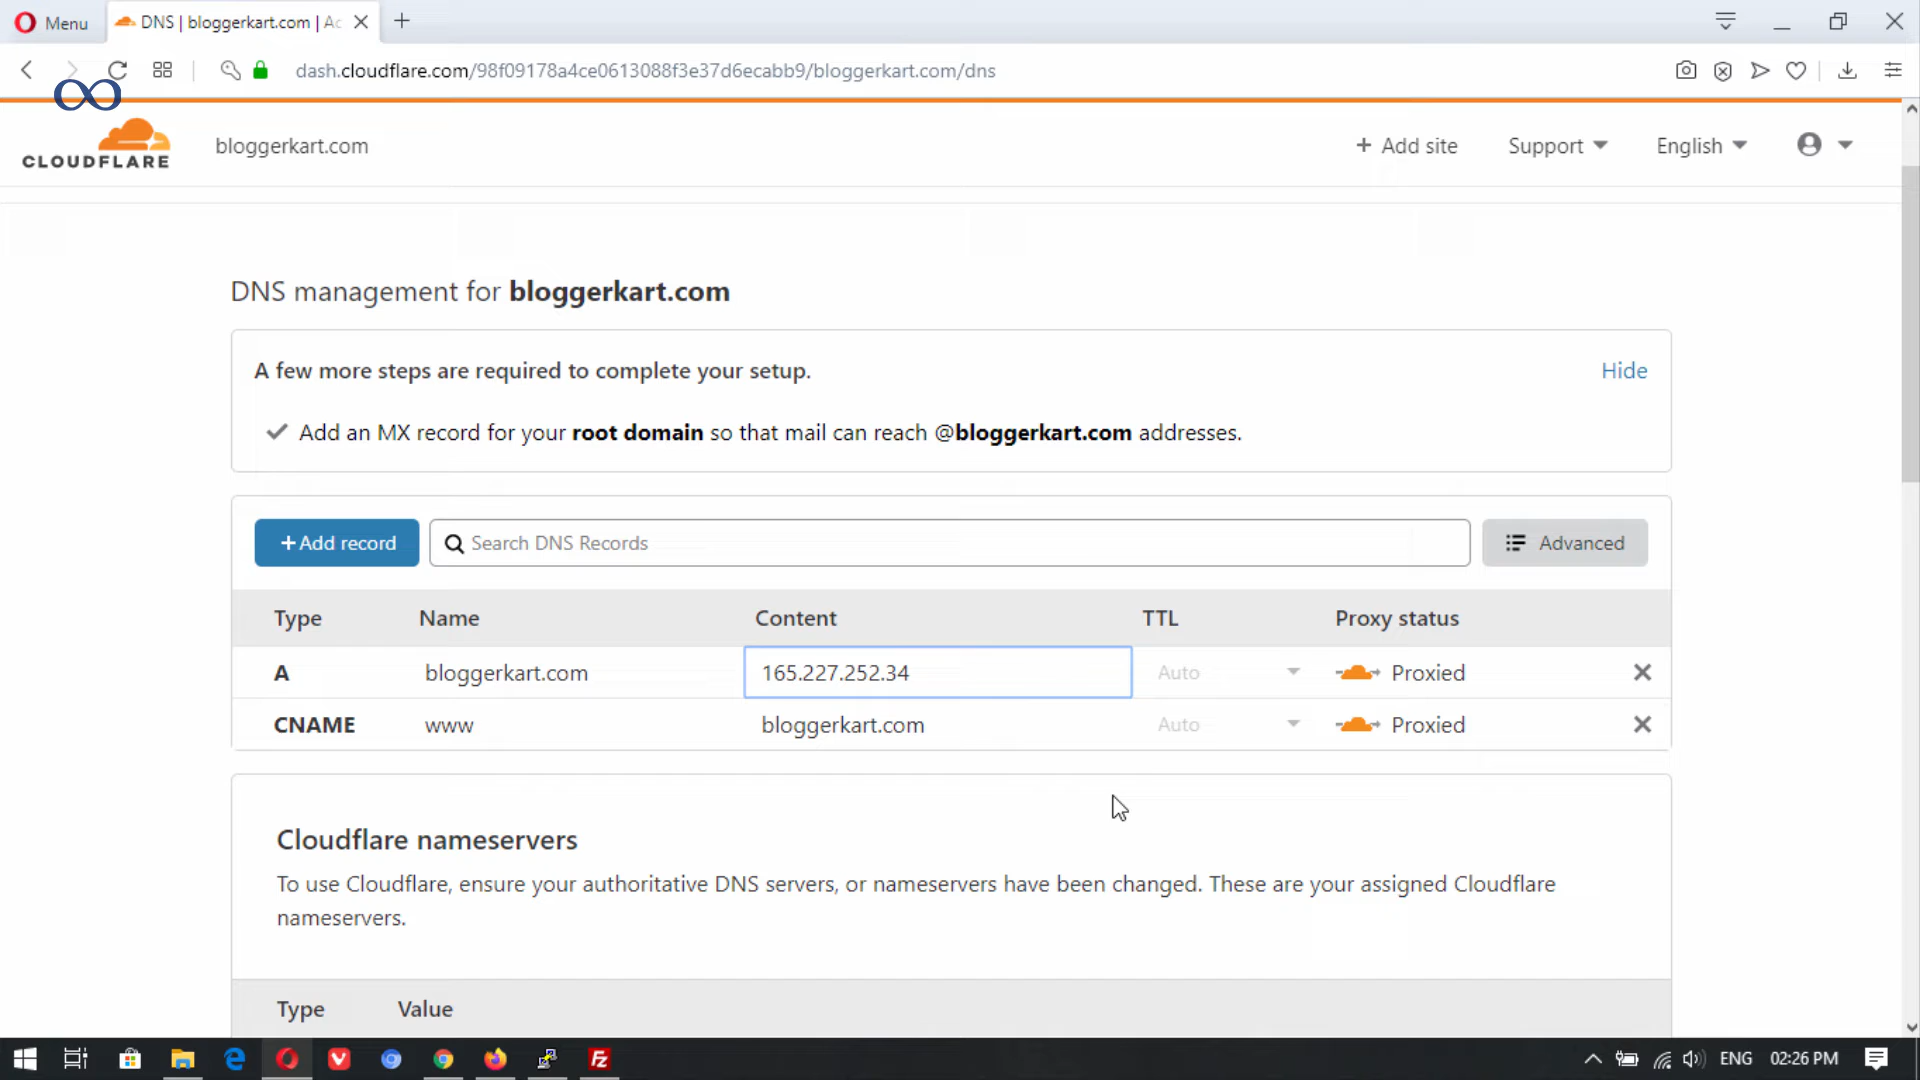 Menu
DNS | bloggerkart.com | Ac
dash.cloudflare.com/98f09178a4ce0613088f3e37d6ecabb9/bloggerkart.com/dns
CLOUDFLARE
bloggerkart.com
+ Add site
Support
English
DNS management for bloggerkart.com
A few more steps are required to complete your setup.
Hide
Add an MX record for your root domain so that mail can reach @bloggerkart.com addresses.
+Add record
Search DNS Records
Advanced
Type Name Content TTL Proxy status
A bloggerkart.com 165.227.252.34 Auto Proxied
CNAME www bloggerkart.com Auto Proxied
Cloudflare nameservers
To use Cloudflare, ensure your authoritative DNS servers, or nameservers have been changed. These are your assigned Cloudflare
nameservers.
Type Value
ENG 02:26 PM